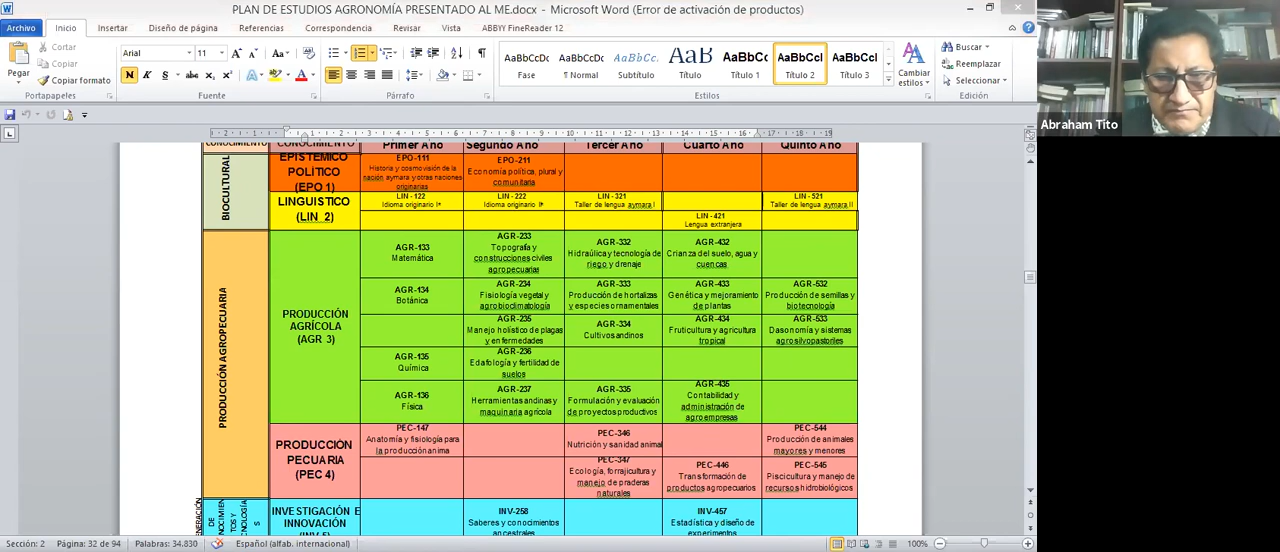 PLAN DE ESTUDIOS AGRONOMÍA PRESENTADO AL ME.docx - Microsoft Word (Error de activación de productos)
Archivo Inicio Insertar Diseño de página Referencias Correspondencia Revisar Vista ABBYY FineReader 12
Pegar
Cortar
Copiar
Copiar formato
Portapapeles
Arial 11
Fuente
Párrafo
AaBbCcDc AaBbCcDc AaBbCcDc AaB AaBbCc AaBbCcI AaBbCcD
Fase ¶ Normal Subtítulo Título Título 1 Título 2 Título 3
Estilos
Cambiar estilos
Buscar
Reemplazar
Seleccionar
Edición
Abraham Tito
CONOCIMIENTO CONOCIMIENTO Primer Año Segundo Año Tercer Año Cuarto Año Quinto Año
BIOCULTURAL
EPISTEMICO
POLÍTICO
(EPO 1)
EPO-111
Historia y cosmovisión de la
nación aymara y otras naciones
originarias
EPO-211
Economía política, plural y
comunitaria
LINGUISTICO
(LIN 2)
LIN -122
Idioma originario I*
LIN -222
LIN -321
Taller de lengua aymara I
LIN -521
Taller de lengua aymara II
LIN -421
Lengua extranjera
PRODUCCIÓN AGROPECUARIA
PRODUCCIÓN
AGRÍCOLA
(AGR 3)
AGR-133
Matemática
AGR-233
Topografía y
construcciones civiles
agropecuarias
AGR-332
Hidraúlica y tecnología de
riego y drenaje
AGR-432
Crianza del suelo, agua y
cuencas
AGR-134
Botánica
AGR-234
Fisiología vegetal y
agrobioclimatología
AGR-333
Producción de hortalizas
y especies ornamentales
AGR-433
Genética y mejoramiento
de plantas
AGR-532
Producción de semillas y
biotecnología
AGR-235
Manejo holístico de plagas
y enfermedades
AGR-334
Cultivos andinos
AGR-434
Fruticultura y agricultura
tropical
AGR-533
Dasonomía y sistemas
agrosilvopastoriles
AGR-135
Química
AGR-236
Edafología y fertilidad de
suelos
AGR-136
Física
AGR-237
Herramientas andinas y
maquinaria agrícola
AGR-335
Formulación y evaluación
de proyectos productivos
AGR-435
Contabilidad y
administración de
agroempresas
PRODUCCIÓN
PECUARIA
(PEC 4)
PEC-147
Anatomía y fisiología para
la producción anima
PEC-346
Nutrición y sanidad animal
PEC-544
Producción de animales
mayores y menores
PEC-347
Ecología, forrajicultura y
manejo de praderas
naturales
PEC-446
Transformación de
productos agropecuarios
PEC-545
Piscicultura y manejo de
recursos hidrobiológicos
INVESTIGACIÓN E
INNOVACIÓN
INV-258
Saberes y conocimientos
ancestrales
INV-457
Estadística y diseño de
experimentos
Sección: 2 Página: 32 de 94 Palabras: 34.830 Español (alfab. internacional) 100%